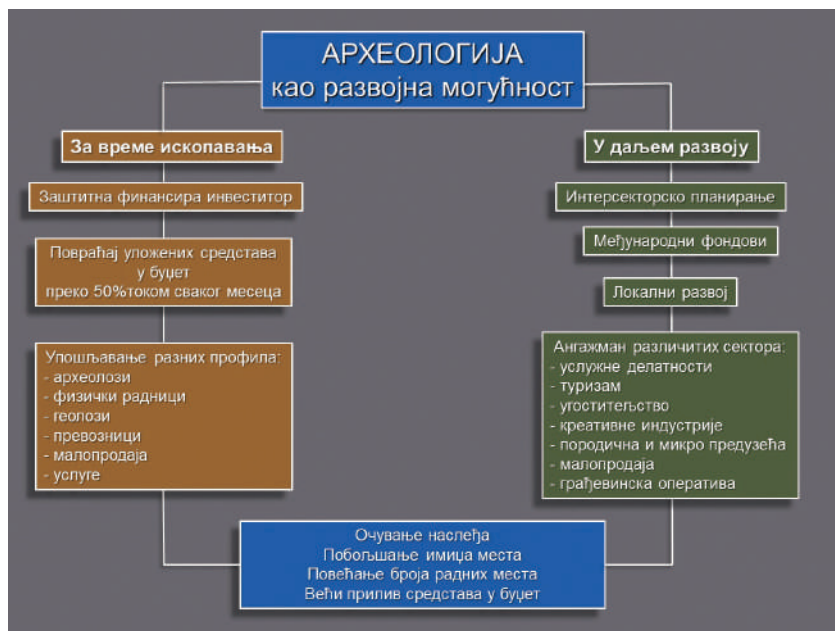 АРХЕОЛОГИЈА
као развојна могућност
За време ископавања
Заштитна финансира инвеститор
Повраћај уложених средстава
у буџет
преко 50%током сваког месеца
Упошљавање разних профила:
- археолози
- физички радници
- геолози
- превозници
- малопродаја
- услуге
У даљем развоју
Интерсекторско планирање
Међународни фондови
Локални развој
Ангажман различитих сектора:
- услужне делатности
- туризам
- угоститељство
- креативне индустрије
- породична и микро предузећа
- малопродаја
- грађевинска оператива
Очување наслеђа
Побољшање имиџа места
Повећање броја радних места
Већи прилив средстава у буџет